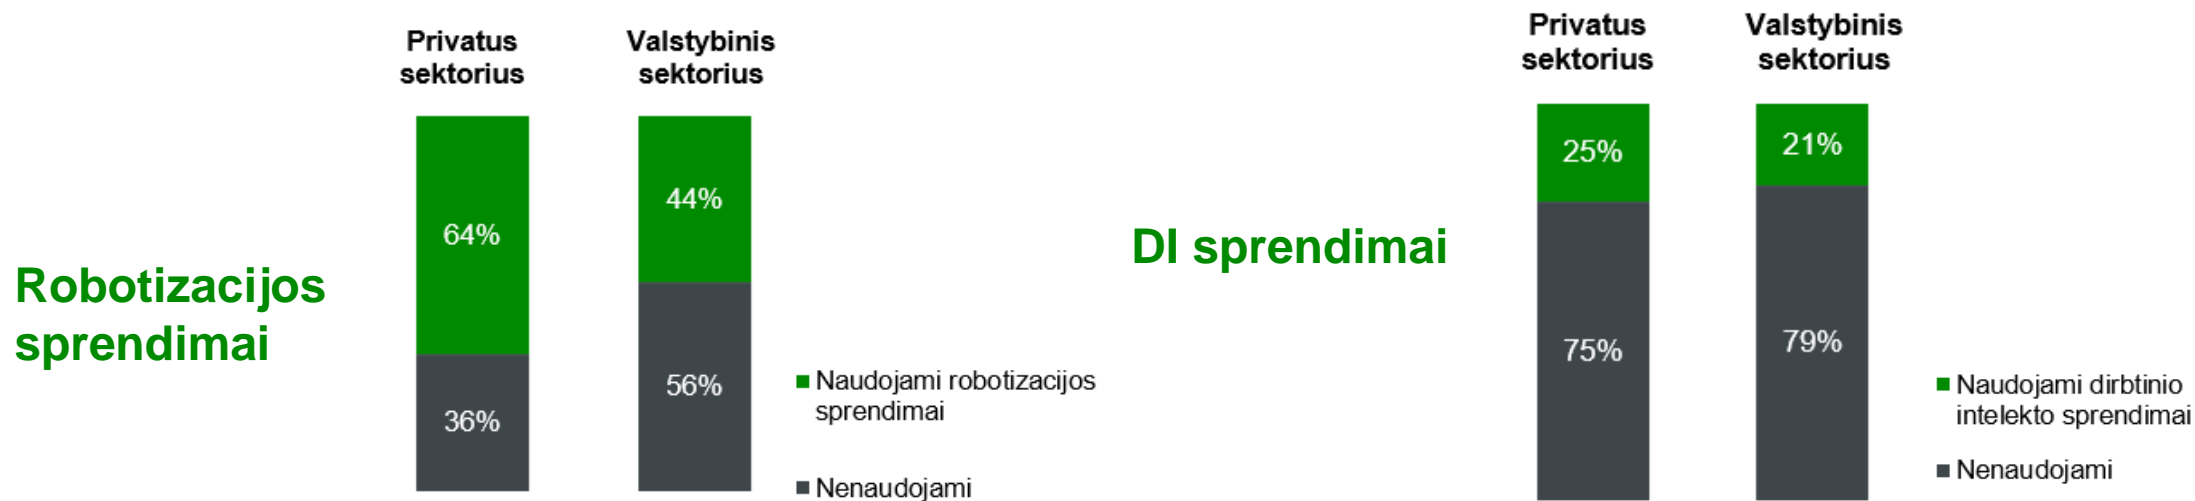 Robotizacijos
sprendimai
Privatus
sektorius
Valstybinis
sektorius
64%
36%
44%
56%
Naudojami robotizacijos
sprendimai
Nenaudojami
DI sprendimai
Privatus
sektorius
Valstybinis
sektorius
25%
75%
21%
79%
Naudojami dirbtinio
intelekto sprendimai
Nenaudojami